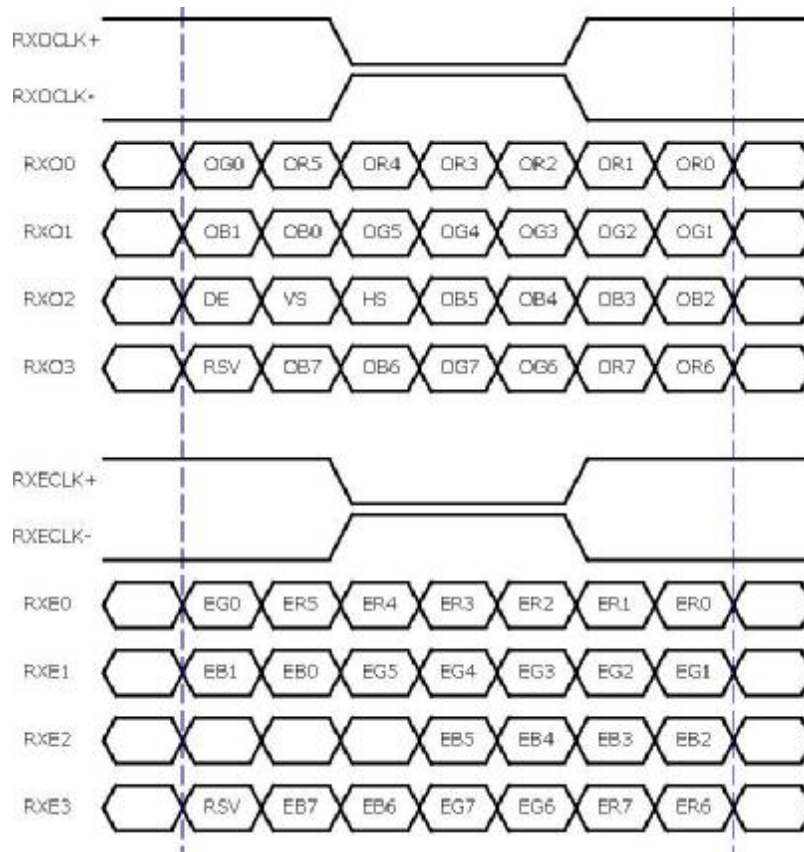 RXOCLK+
RXOCLK-
RXO0 OG0 OR5 OR4 OR3 OR2 OR1 OR0
RXO1 OB1 OB0 OG5 OG4 OG3 OG2 OG1
RXO2 DE VS HS OB5 OB4 OB3 OB2
RXO3 RSV OB7 OB6 OG7 OG6 OR7 OR6
RXECLK+
RXECLK-
RXE0 EG0 ER5 ER4 ER3 ER2 ER1 ER0
RXE1 EB1 EB0 EG5 EG4 EG3 EG2 EG1
RXE2 EB5 EB4 EB3 EB2
RXE3 RSV EB7 EB6 EG7 EG6 ER7 ER6